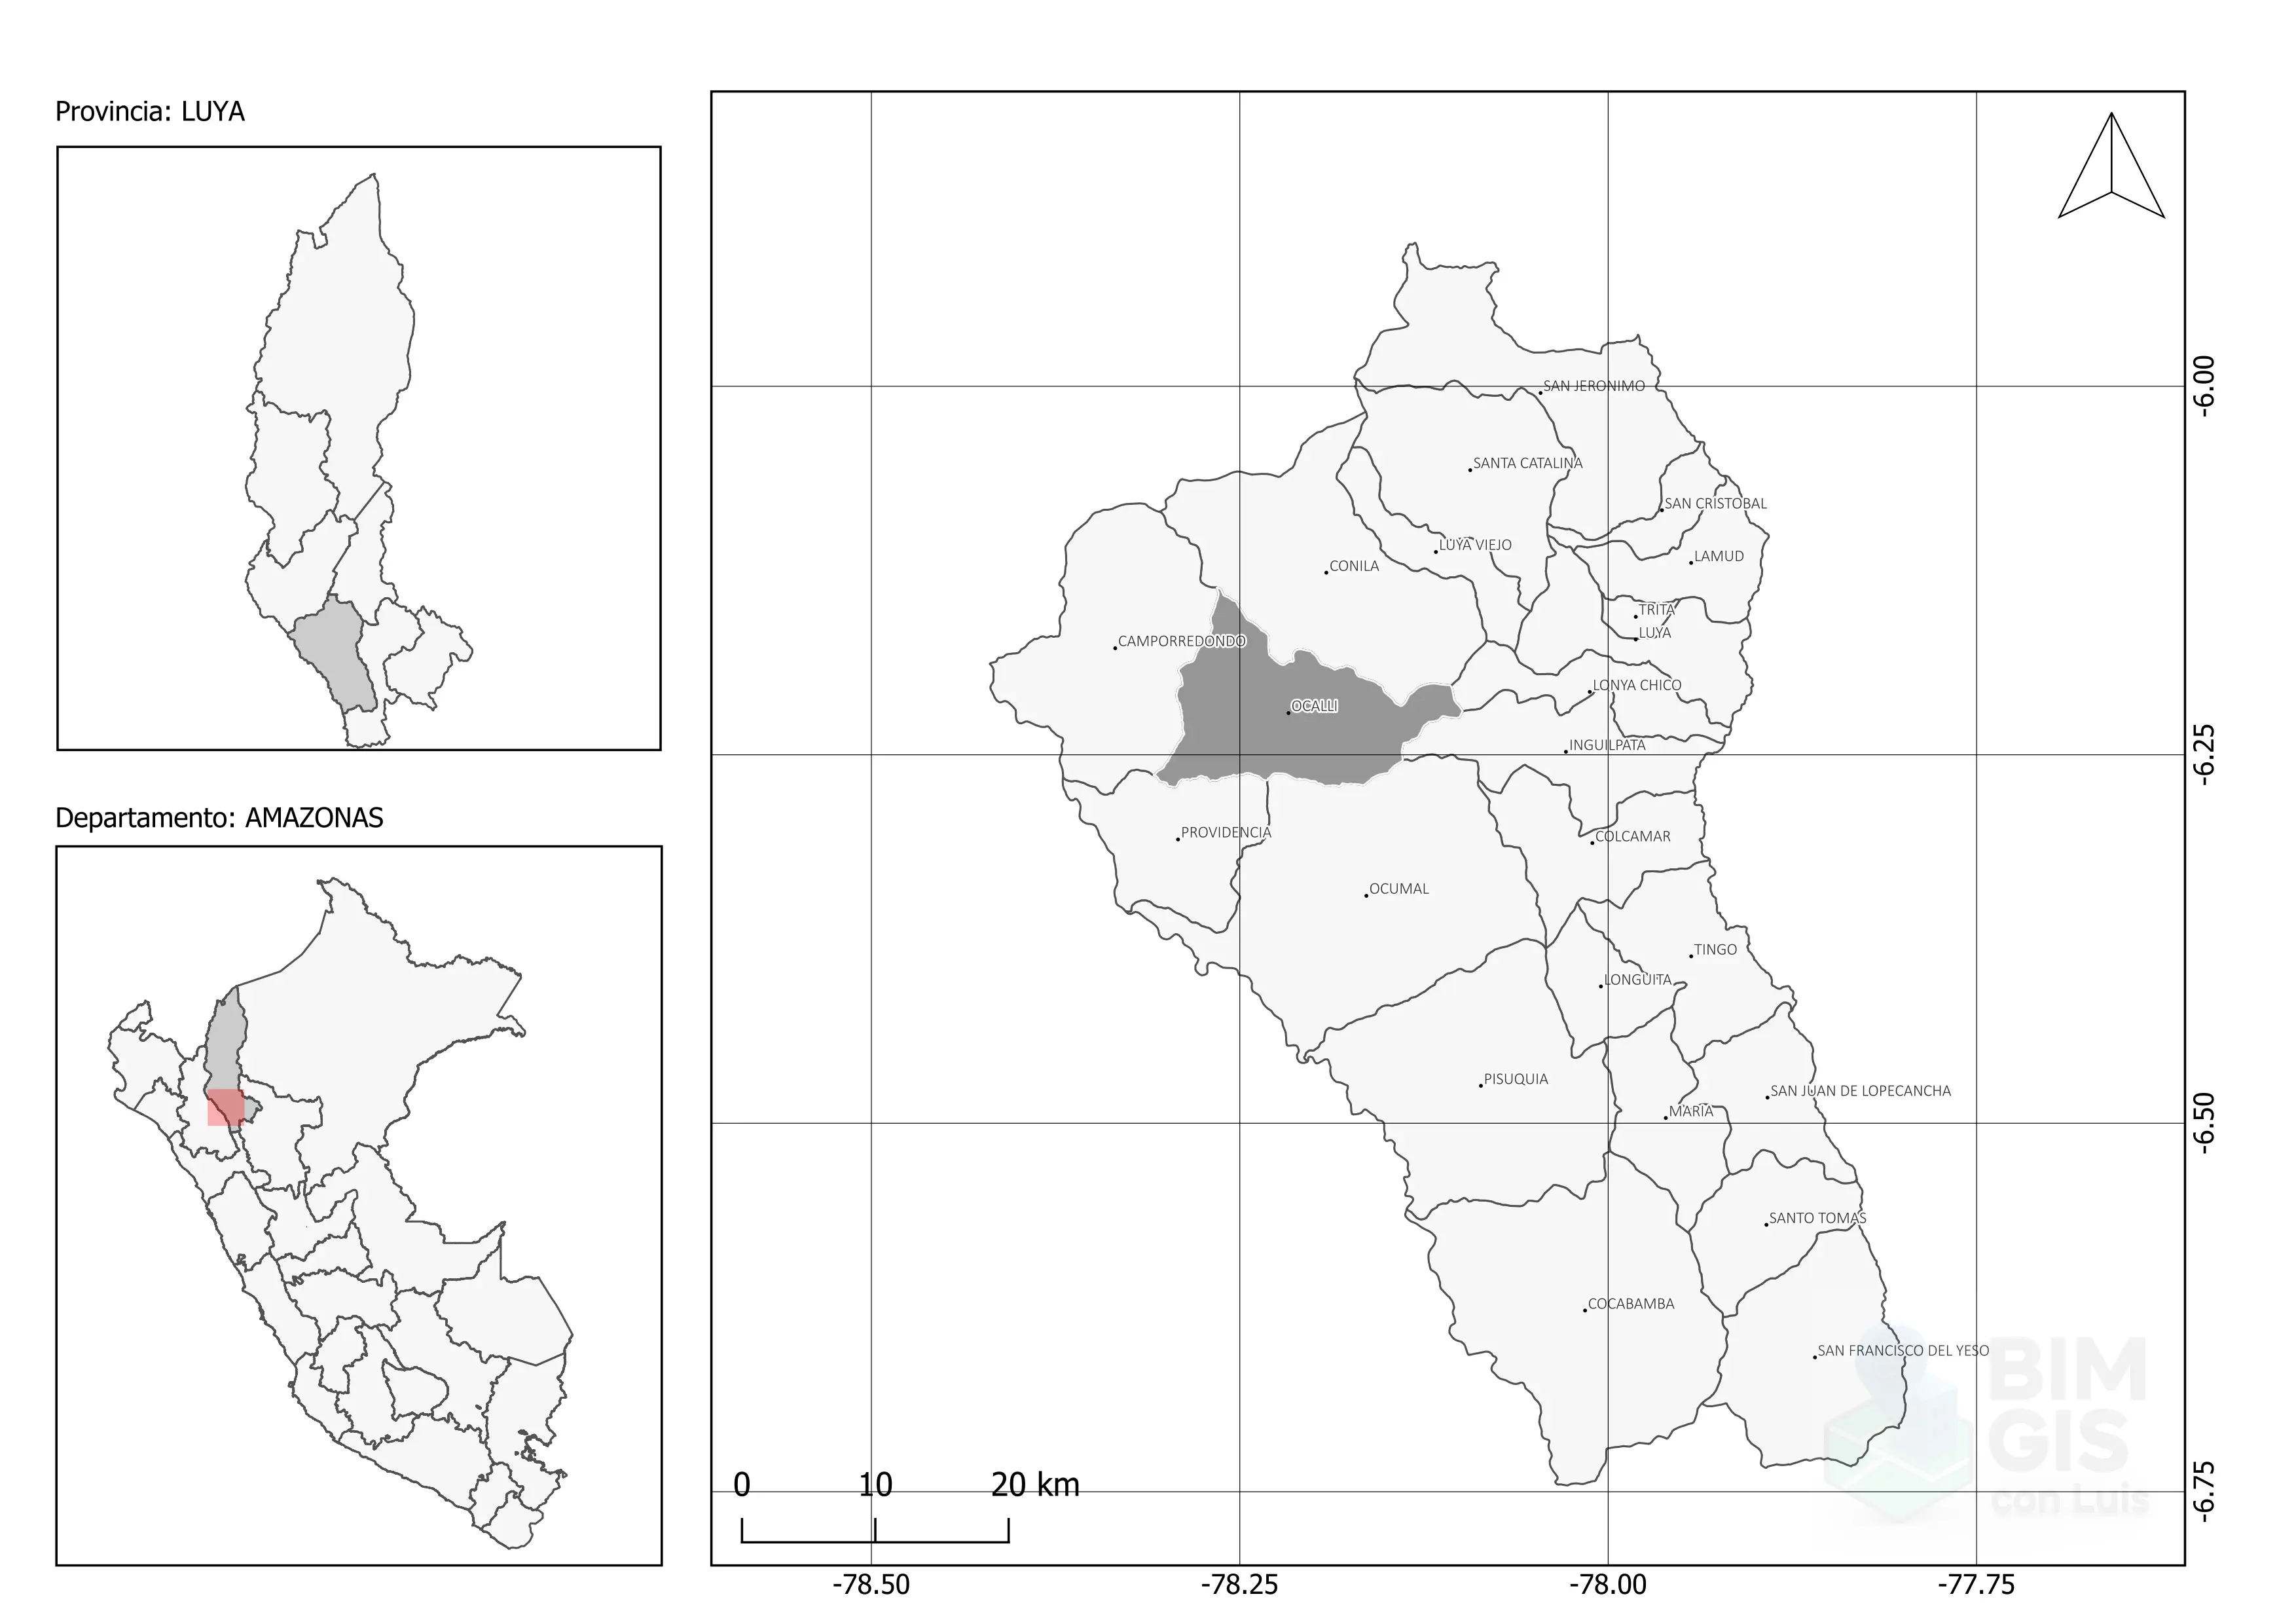 Provincia: LUYA
Departamento: AMAZONAS
SAN JERONIMO
SANTA CATALINA
SAN CRISTOBAL
LUYA VIEJO
LAMUD
CONILA
TRITA
LUYA
CAMPORREDONDO
LONYA CHICO
OCALLI
INGUILPATA
PROVIDENCIA
COLCAMAR
OCUMAL
TINGO
LONGUITA
PISUQUIA
SAN JUAN DE LOPECANCHA
MARIA
SANTO TOMAS
COCABAMBA
SAN FRANCISCO DEL YESO
BIM
GIS
con Luis
0 10 20 km
-6.00
-6.25
-6.50
-6.75
-78.50 -78.25 -78.00 -77.75